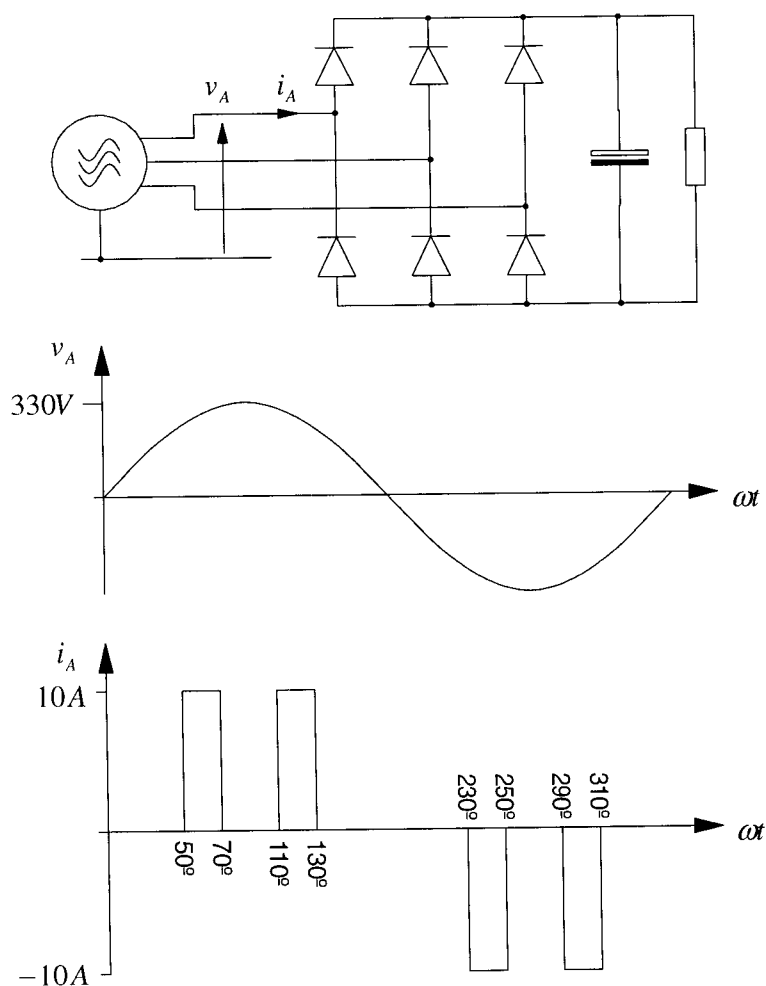 v_A i_A
v_A
330V
ωt
i_A
10A
50º 70º 110º 130º
230º 250º 290º 310º
ωt
−10A